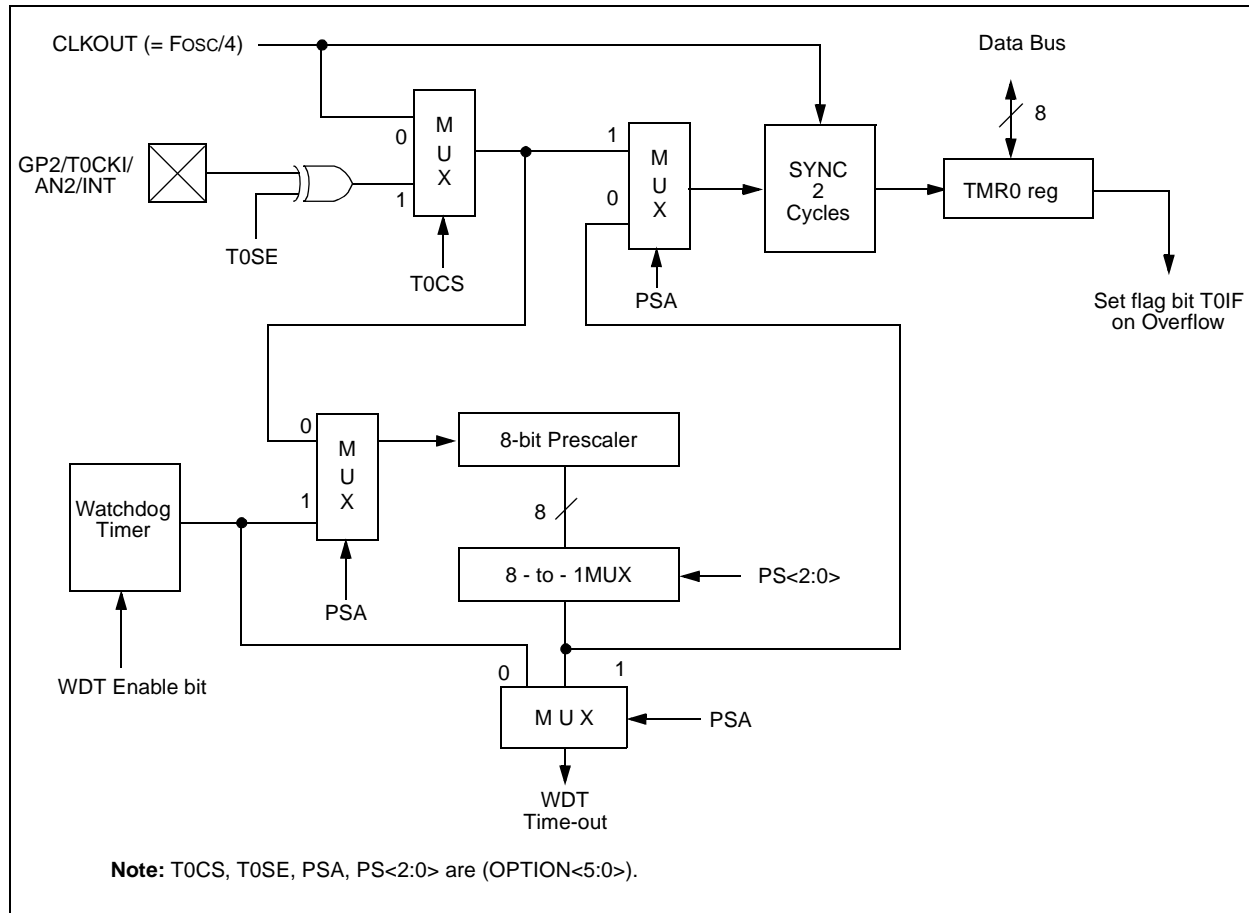 CLKOUT (= FOSC/4)
Data Bus
8
0
M
U
X
1
GP2/T0CKI/
AN2/INT
T0SE
T0CS
1
M
U
X
0
PSA
SYNC
2
Cycles
TMR0 reg
Set flag bit T0IF
on Overflow
0
M
U
X
1
8-bit Prescaler
Watchdog
Timer
8
PSA
8 - to - 1MUX
PS<2:0>
WDT Enable bit
0
1
M U X
PSA
WDT
Time-out
Note: T0CS, T0SE, PSA, PS<2:0> are (OPTION<5:0>).